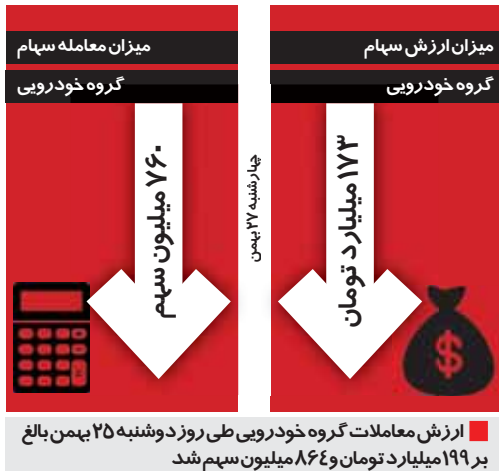 میزان ارزش سهام
گروه خودرویی
۱۷۳ میلیارد تومان
چهارشنبه ۲۷ بهمن
میزان معامله سهام
گروه خودرویی
۷۶۰ میلیون سهم
ارزش معاملات گروه خودرویی طی روز دوشنبه ۲۵ بهمن بالغ
بر ۱۹۹ میلیارد تومان و ۸۶۴ میلیون سهم شد
$